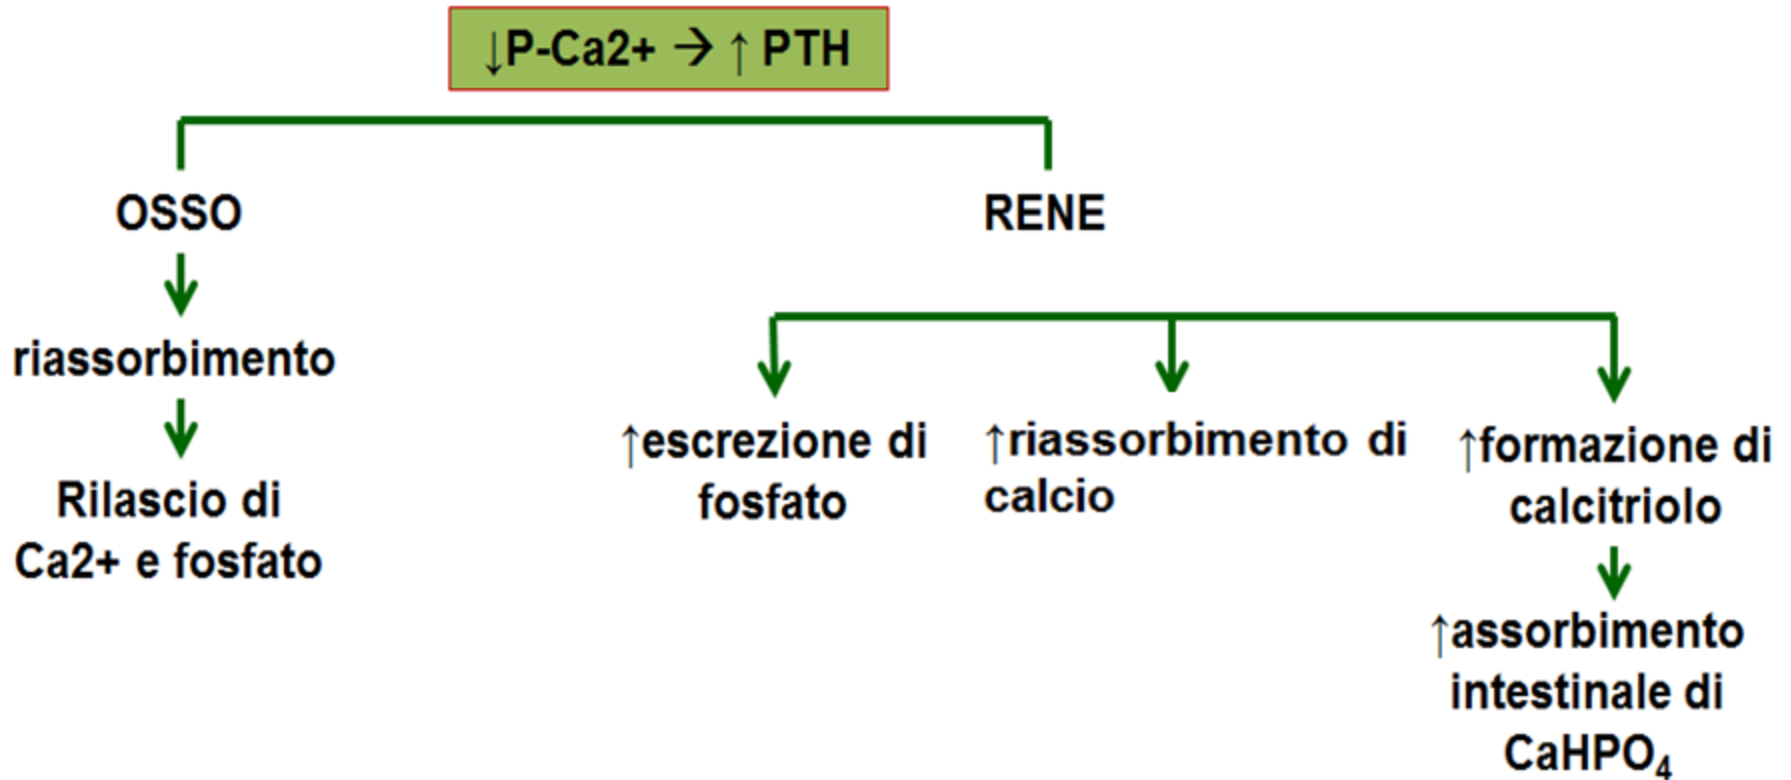 ↓P-Ca2+ → ↑ PTH
OSSO
RENE
riassorbimento
Rilascio di
Ca2+ e fosfato
↑escrezione di
fosfato
↑riassorbimento di
calcio
↑formazione di
calcitriolo
↑assorbimento
intestinale di
CaHPO₄